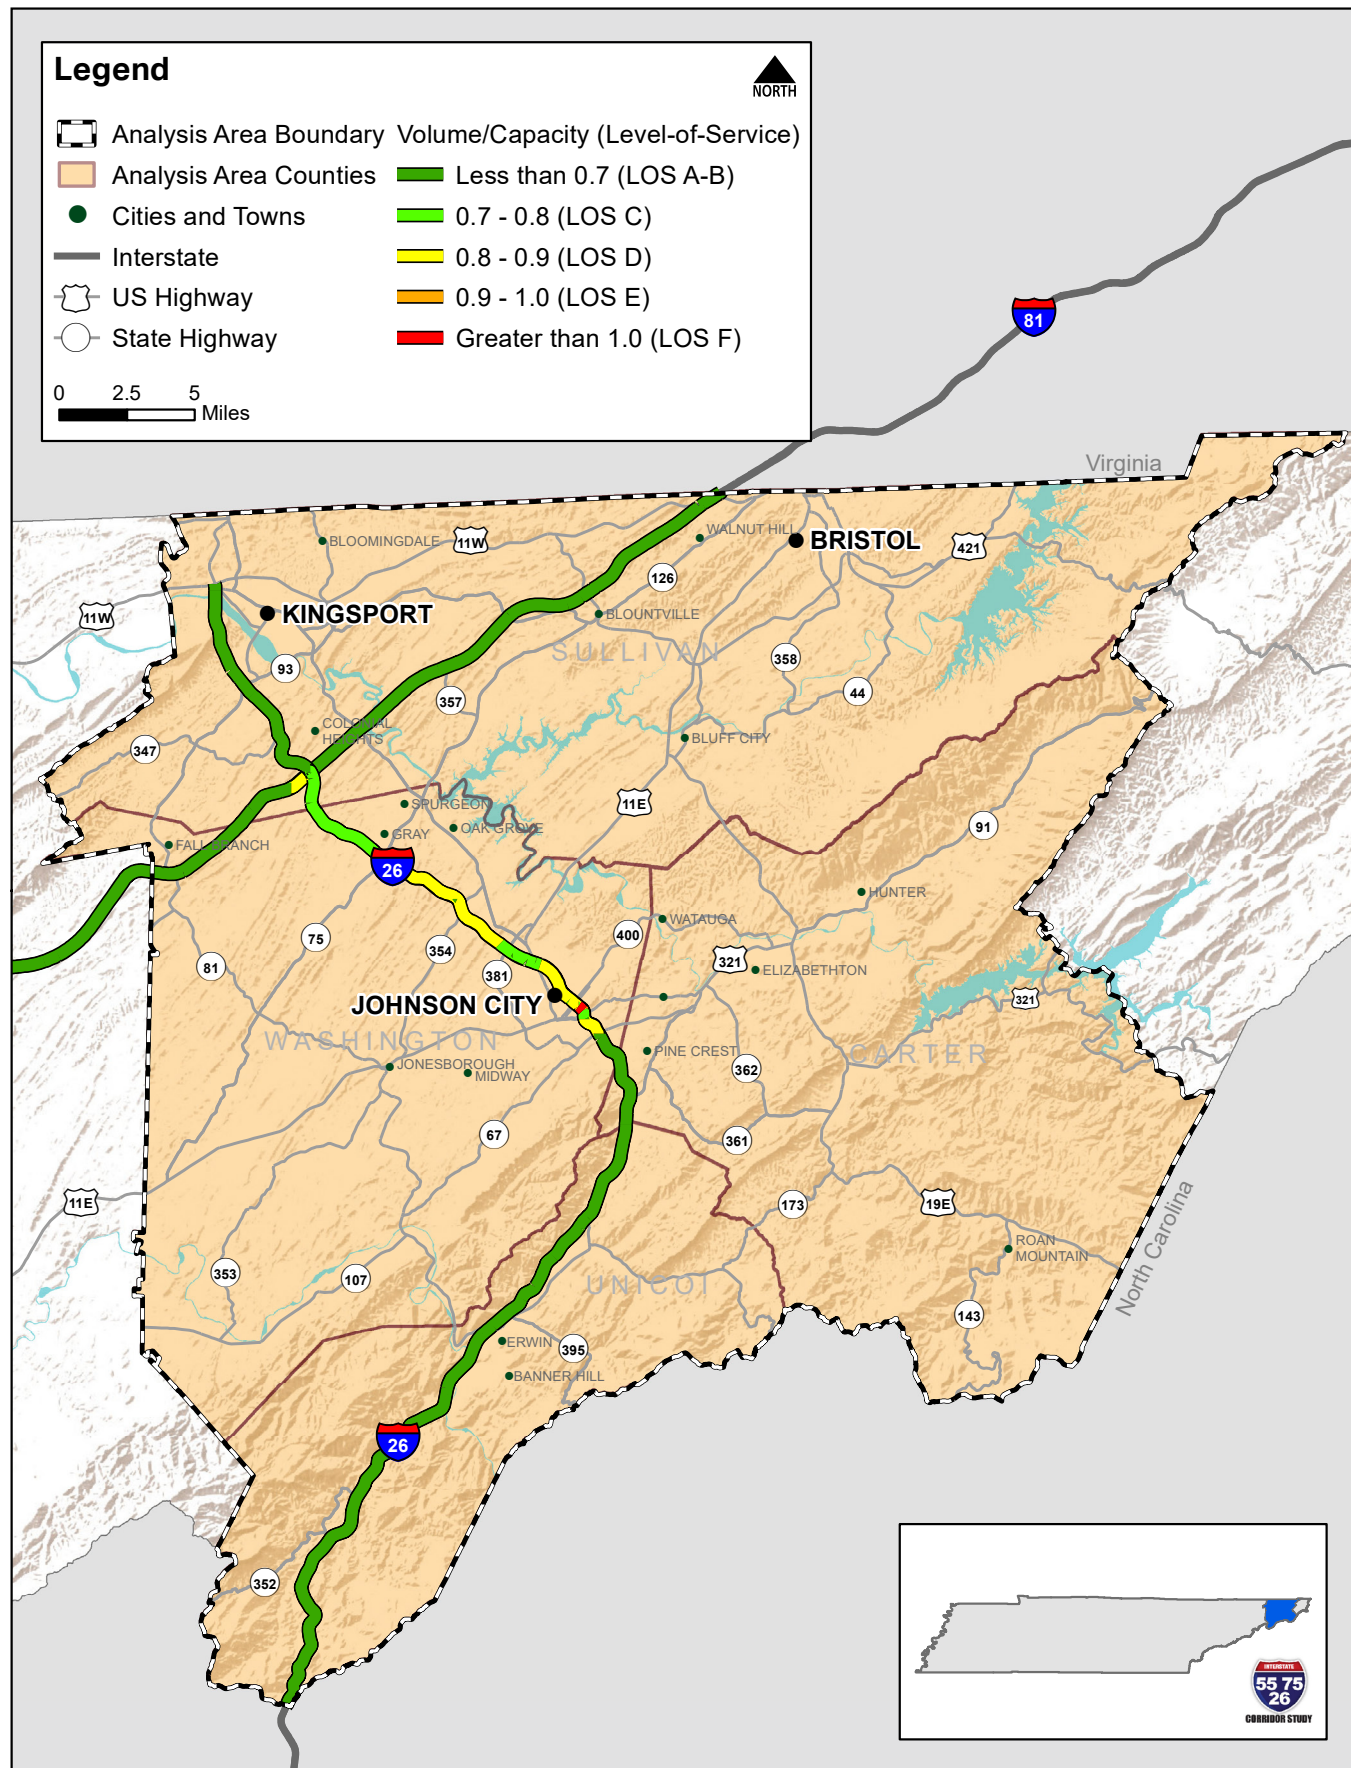 Legend
NORTH
Analysis Area Boundary
Analysis Area Counties
Cities and Towns
Interstate
US Highway
State Highway
Volume/Capacity (Level-of-Service)
Less than 0.7 (LOS A-B)
0.7 - 0.8 (LOS C)
0.8 - 0.9 (LOS D)
0.9 - 1.0 (LOS E)
Greater than 1.0 (LOS F)
0 2.5 5
Miles
81
Virginia
BLOOMINGDALE
11W
WALNUT HILL
BRISTOL
421
126
11W
KINGSPORT
BLOUNTVILLE
SULLIVAN
93
358
357
44
COLONIAL
HEIGHTS
BLUFF CITY
347
SPURGEON
11E
GRAY
OAK GROVE
91
FALL BRANCH
26
HUNTER
WATAUGA
75
354
400
81
381
321
ELIZABETHTON
321
JOHNSON CITY
WASHINGTON
PINE CREST
CARTER
JONESBOROUGH
MIDWAY
362
67
361
11E
173
19E
North Carolina
ROAN
MOUNTAIN
353
107
UNICOI
143
ERWIN
395
BANNER HILL
26
352
INTERSTATE
55 75
26
CORRIDOR STUDY